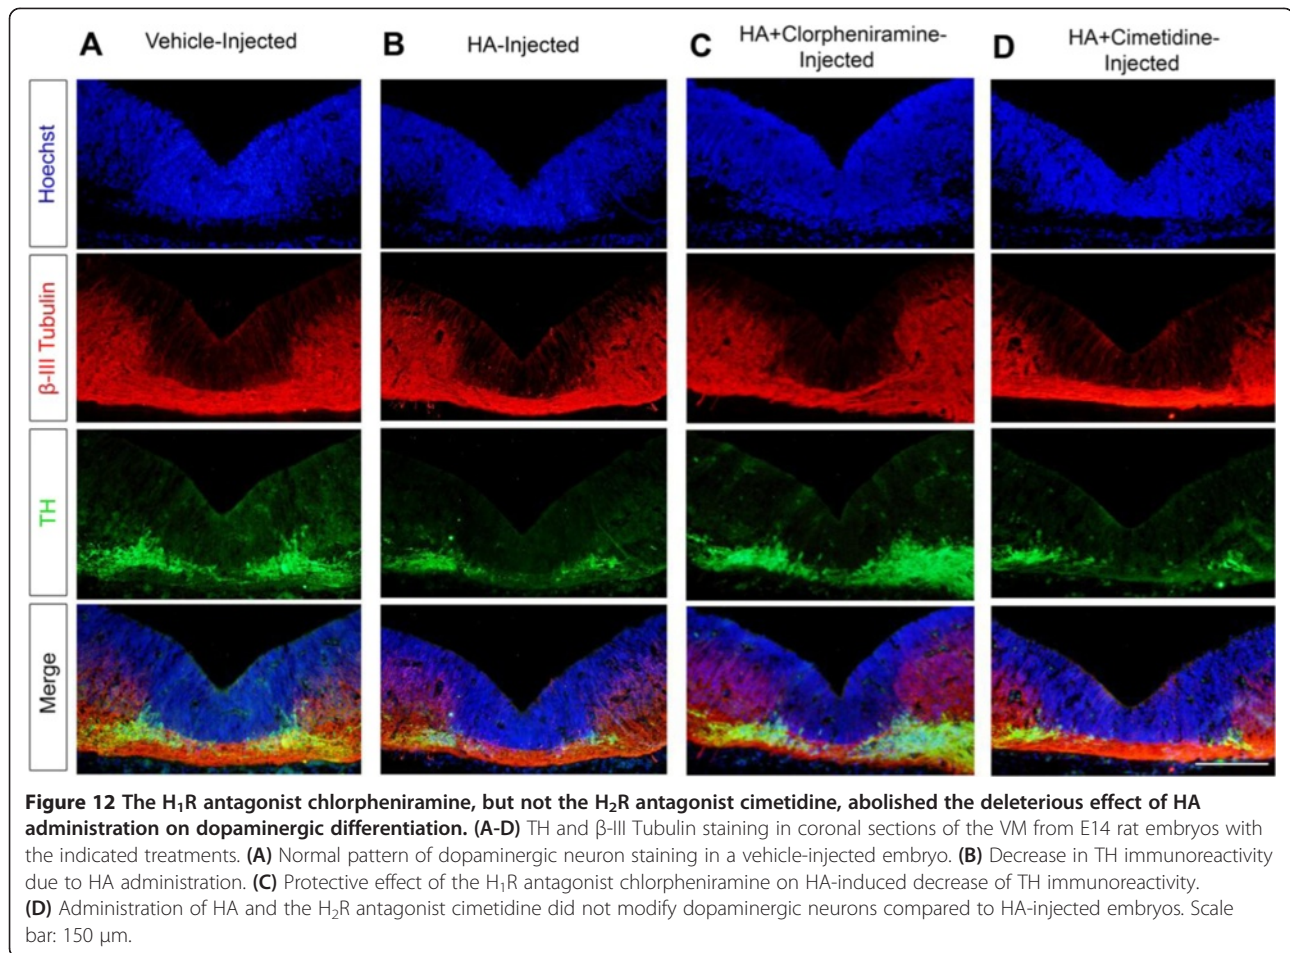 A Vehicle-Injected
B HA-Injected
C HA+Clorpheniramine-
Injected
D HA+Cimetidine-
Injected
Hoechst
β-III Tubulin
TH
Merge
Figure 12 The H₁R antagonist chlorpheniramine, but not the H₂R antagonist cimetidine, abolished the deleterious effect of HA
administration on dopaminergic differentiation. (A-D) TH and β-III Tubulin staining in coronal sections of the VM from E14 rat embryos with
the indicated treatments. (A) Normal pattern of dopaminergic neuron staining in a vehicle-injected embryo. (B) Decrease in TH immunoreactivity
due to HA administration. (C) Protective effect of the H₁R antagonist chlorpheniramine on HA-induced decrease of TH immunoreactivity.
(D) Administration of HA and the H₂R antagonist cimetidine did not modify dopaminergic neurons compared to HA-injected embryos. Scale
bar: 150 μm.